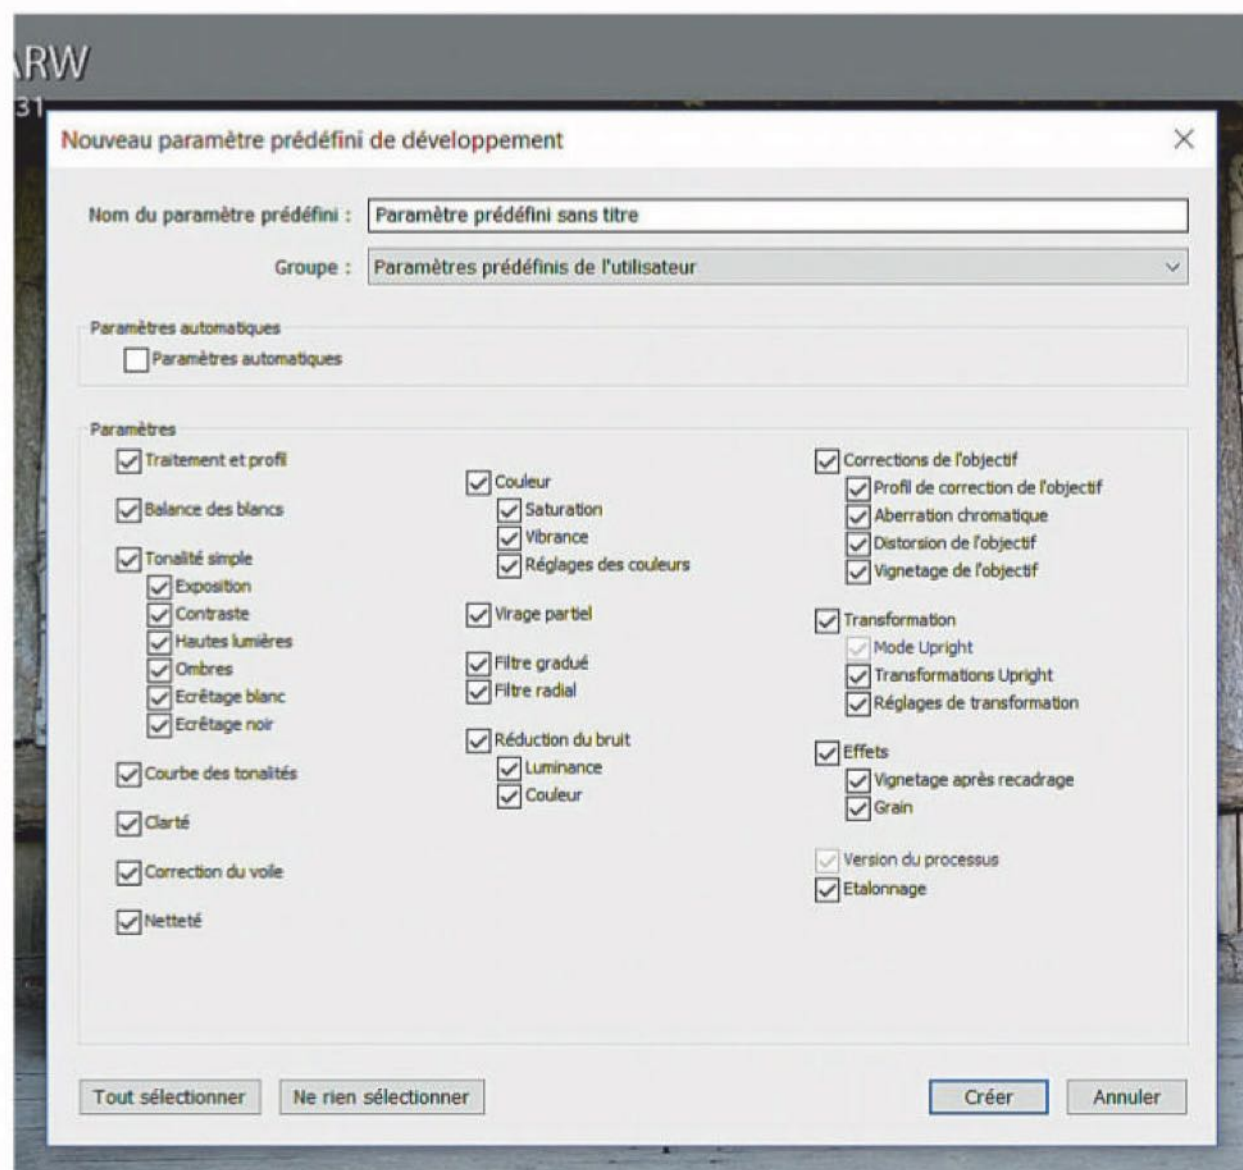 ARW
31
Nouveau paramètre prédéfini de développement
Nom du paramètre prédéfini : Paramètre prédéfini sans titre
Groupe : Paramètres prédéfinis de l'utilisateur
Paramètres automatiques
Paramètres automatiques
Paramètres
Traitement et profil
Balance des blancs
Tonalité simple
Exposition
Contraste
Hautes lumières
Ombres
Ecrêtage blanc
Ecrêtage noir
Courbe des tonalités
Clarté
Correction du voile
Netteté
Couleur
Saturation
Vibrance
Réglages des couleurs
Virage partiel
Filtre gradué
Filtre radial
Réduction du bruit
Luminance
Couleur
Corrections de l'objectif
Profil de correction de l'objectif
Aberration chromatique
Distorsion de l'objectif
Vignetage de l'objectif
Transformation
Mode Upright
Transformations Upright
Réglages de transformation
Effets
Vignetage après recadrage
Grain
Version du processus
Etalonnage
Tout sélectionner
Ne rien sélectionner
Créer
Annuler